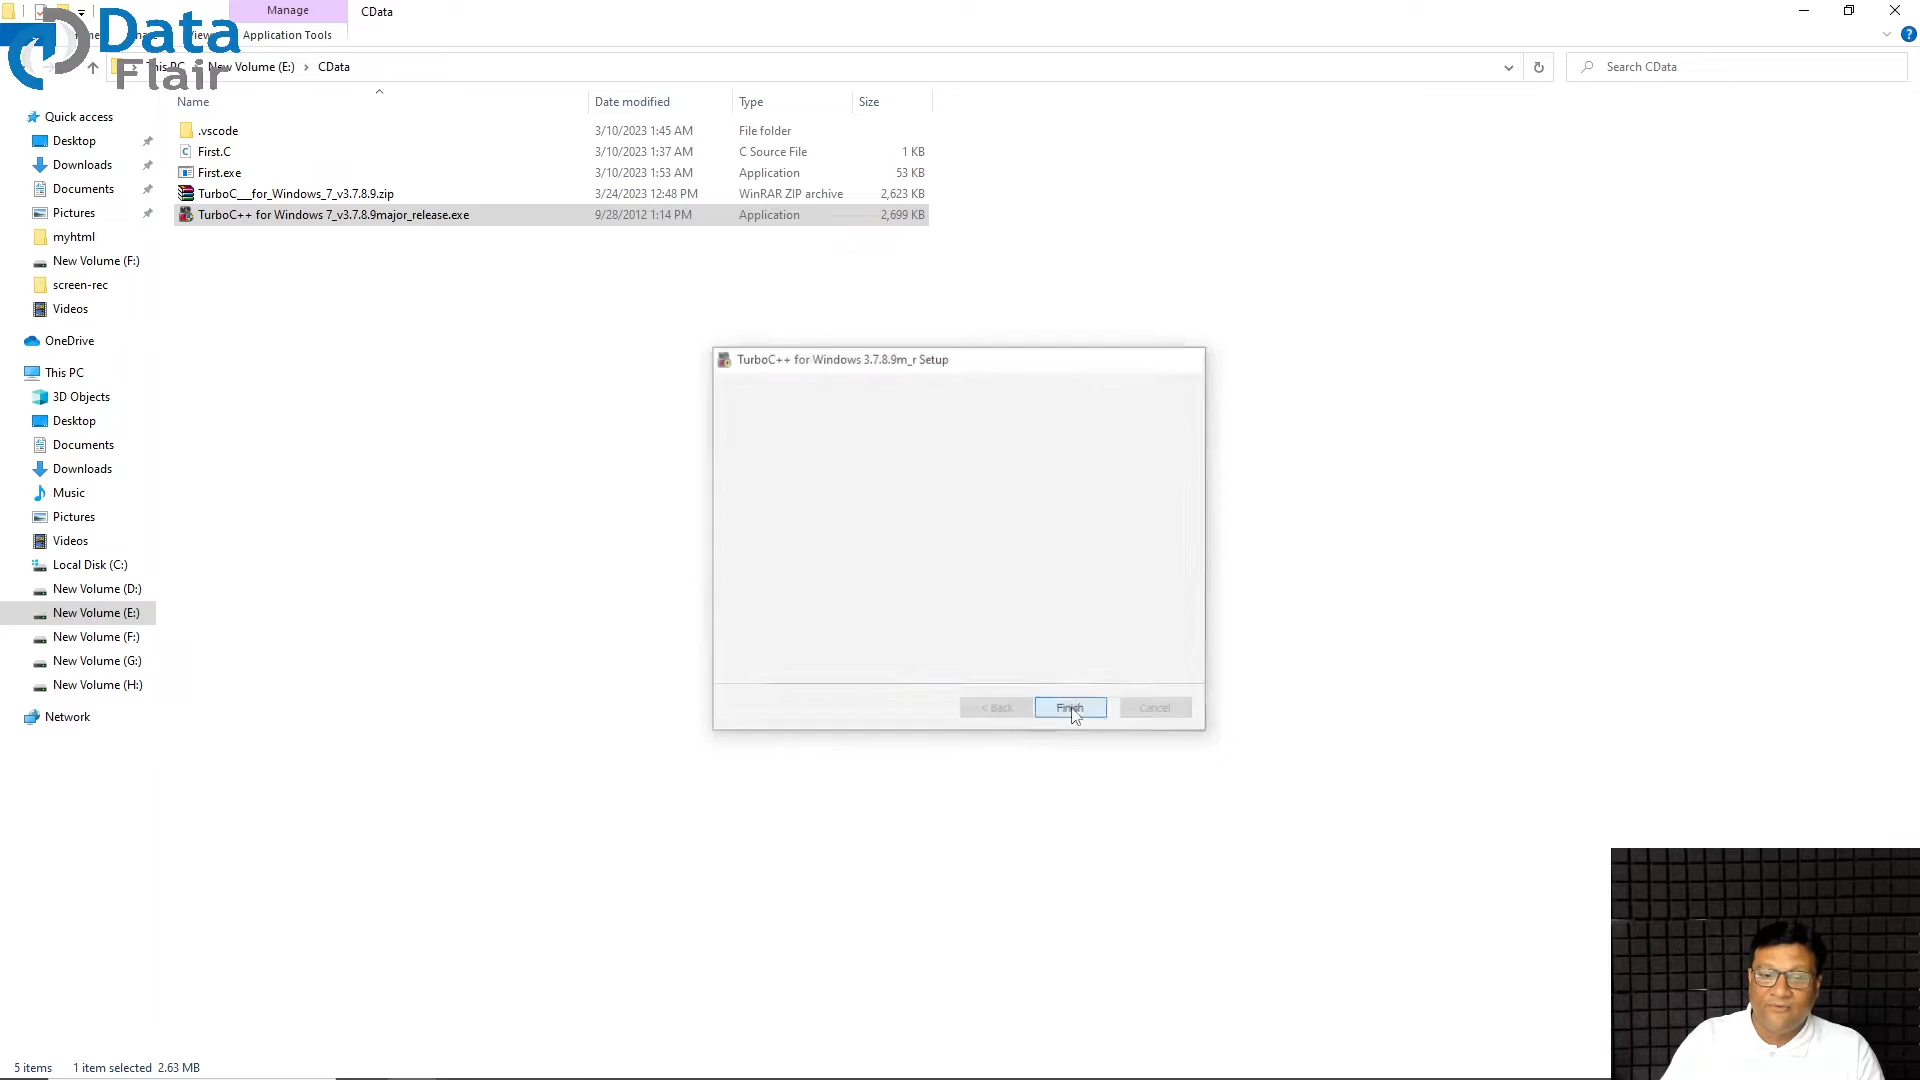 Manage
CData
Data
Flair
View
Application Tools
This PC
New Volume (E:)
CData
Search CData
Name
Date modified
Type
Size
Quick access
Desktop
Downloads
Documents
Pictures
myhtml
New Volume (F:)
screen-rec
Videos
OneDrive
This PC
3D Objects
Desktop
Documents
Downloads
Music
Pictures
Videos
Local Disk (C:)
New Volume (D:)
New Volume (E:)
New Volume (F:)
New Volume (G:)
New Volume (H:)
Network
.vscode 3/10/2023 1:45 AM File folder
First.C 3/10/2023 1:37 AM C Source File 1 KB
First.exe 3/10/2023 1:53 AM Application 53 KB
TurboC__for_Windows_7_v3.7.8.9.zip 3/24/2023 12:48 PM WinRAR ZIP archive 2,623 KB
TurboC++ for Windows 7_v3.7.8.9major_release.exe 9/28/2012 1:14 PM Application 2,699 KB
TurboC++ for Windows 3.7.8.9m_r Setup
< Back
Finish
Cancel
5 items 1 item selected 2.63 MB